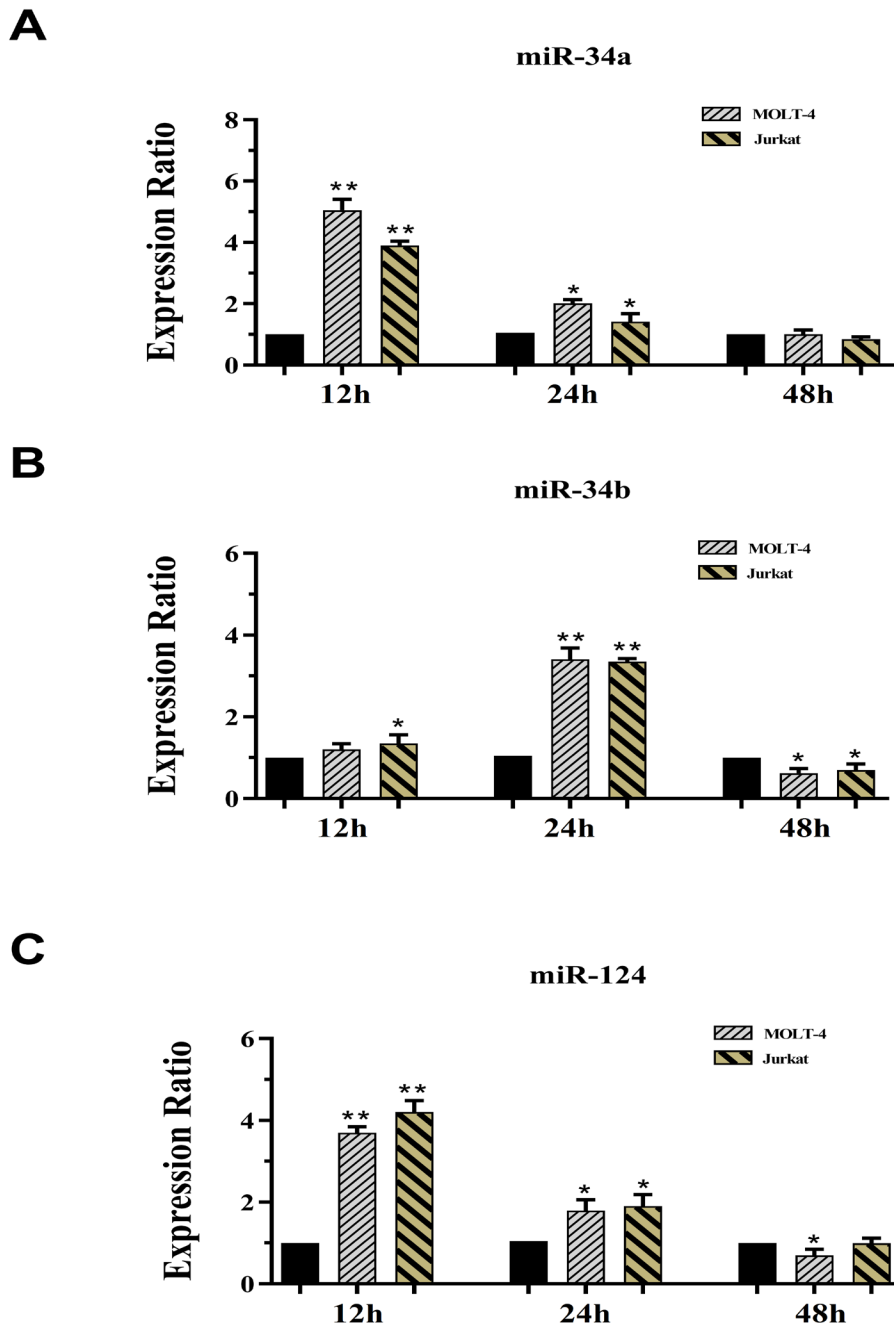 A
miR-34a
Expression Ratio
8
6
4
2
0
MOLT-4
Jurkat
** ** * *
12h 24h 48h
B
miR-34b
Expression Ratio
6
4
2
0
MOLT-4
Jurkat
* ** ** * *
12h 24h 48h
C
miR-124
Expression Ratio
6
4
2
0
MOLT-4
Jurkat
** ** * * *
12h 24h 48h